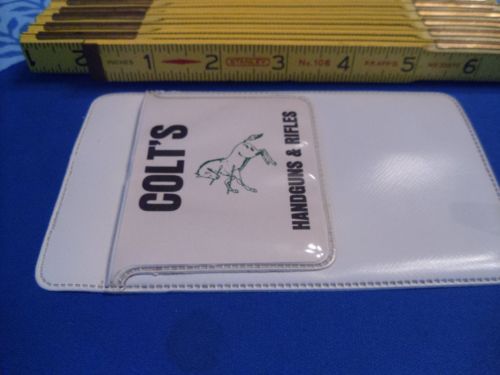 INCHES 1 2 STANLEY 3 No. 106 4 5 6
COLT'S
HANDGUNS & RIFLES